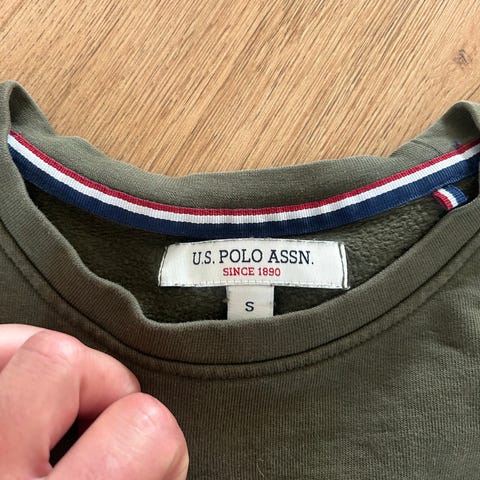 U.S. POLO ASSN.
SINCE 1890
S